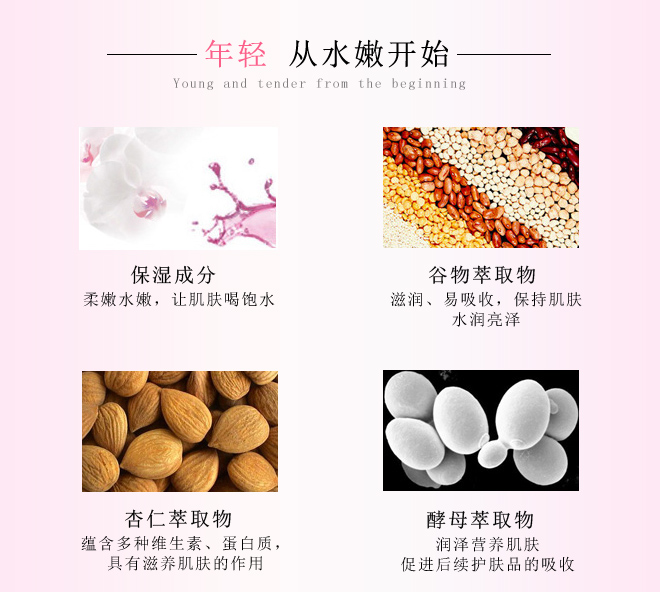 年轻 从水嫩开始
Young and tender from the beginning
保湿成分
柔嫩水嫩，让肌肤喝饱水
谷物萃取物
滋润、易吸收，保持肌肤
水润亮泽
杏仁萃取物
蕴含多种维生素、蛋白质，
具有滋养肌肤的作用
酵母萃取物
润泽营养肌肤
促进后续护肤品的吸收